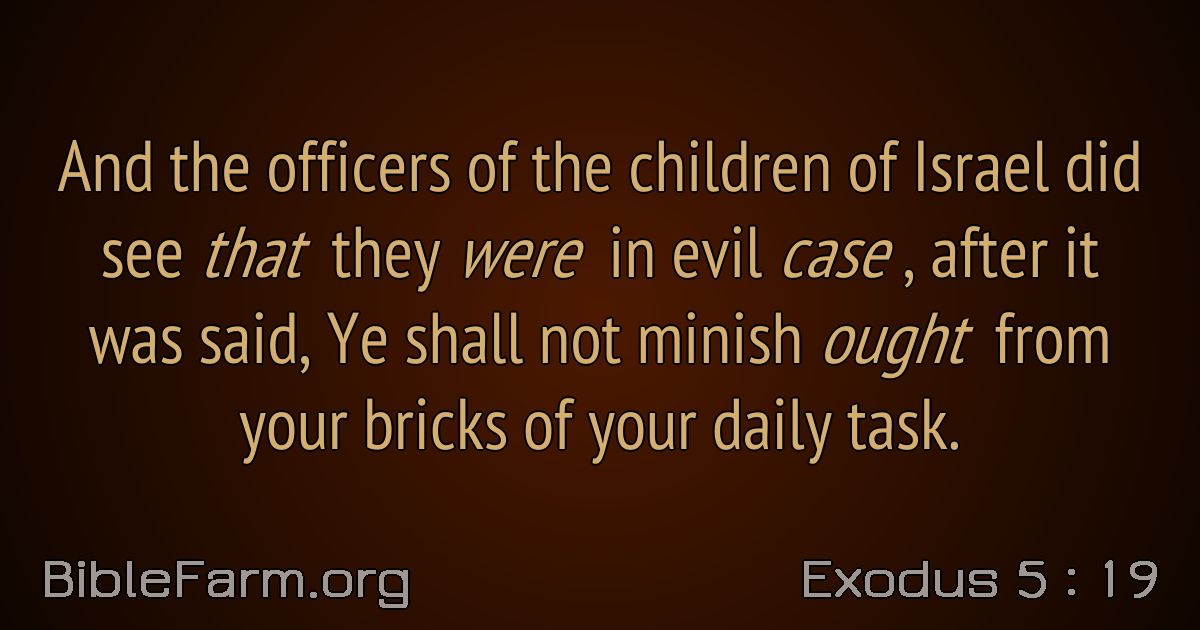 And the officers of the children of Israel did
see that they were in evil case , after it
was said, Ye shall not minish ought from
your bricks of your daily task.
BibleFarm.org
Exodus 5 : 19